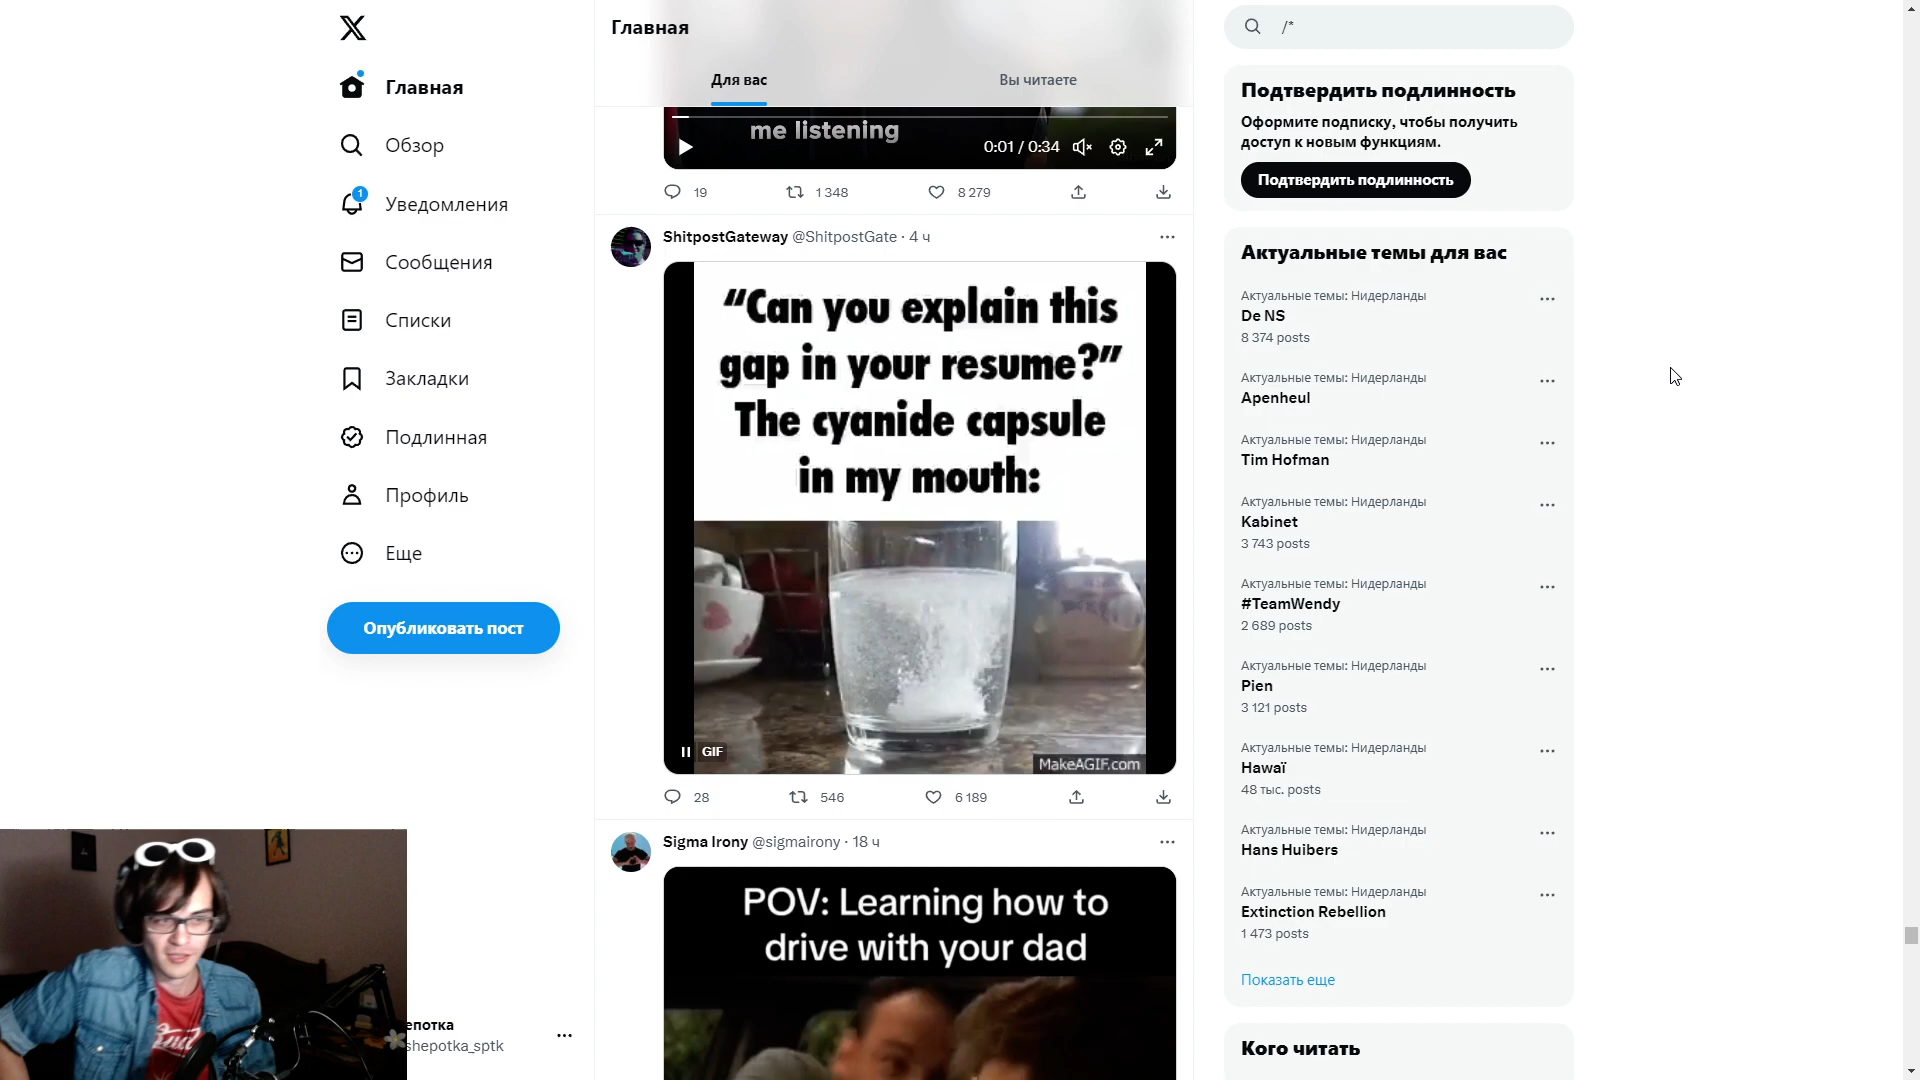 Главная
Обзор
1
Уведомления
Сообщения
Списки
Закладки
Подлинная
Профиль
Еще
Опубликовать пост
епотка
shepotka_sptk
Главная
Для вас
Вы читаете
me listening
0:01 / 0:34
19
1 348
8 279
ShitpostGateway @ShitpostGate · 4 ч
“Can you explain this
gap in your resume?”
The cyanide capsule
in my mouth:
GIF
MakeAGIF.com
28
546
6 189
Sigma Irony @sigmairony · 18 ч
POV: Learning how to
drive with your dad
/*
Подтвердить подлинность
Оформите подписку, чтобы получить
доступ к новым функциям.
Подтвердить подлинность
Актуальные темы для вас
Актуальные темы: Нидерланды
De NS
8 374 posts
Актуальные темы: Нидерланды
Apenheul
Актуальные темы: Нидерланды
Tim Hofman
Актуальные темы: Нидерланды
Kabinet
3 743 posts
Актуальные темы: Нидерланды
#TeamWendy
2 689 posts
Актуальные темы: Нидерланды
Pien
3 121 posts
Актуальные темы: Нидерланды
Hawaï
48 тыс. posts
Актуальные темы: Нидерланды
Hans Huibers
Актуальные темы: Нидерланды
Extinction Rebellion
1 473 posts
Показать еще
Кого читать